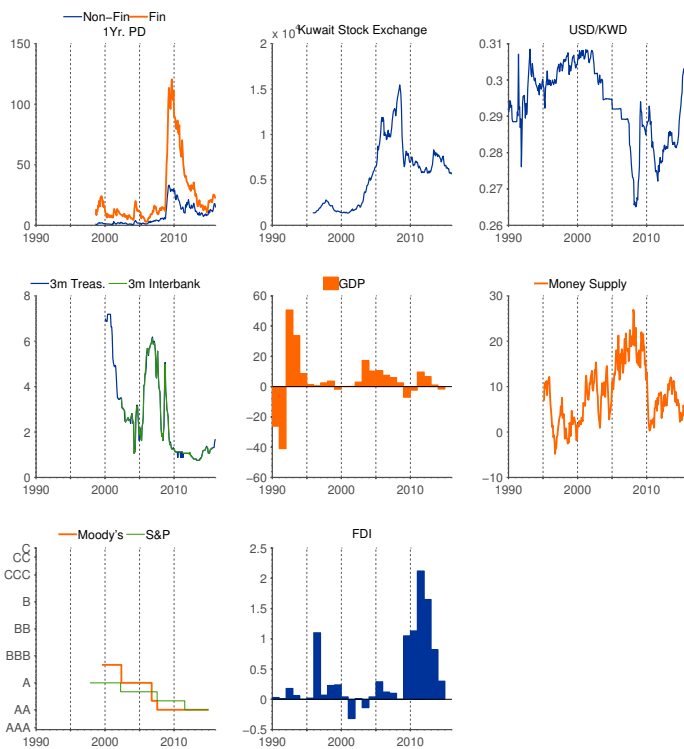 Non−Fin Fin
1Yr. PD
150
100
50
0
1990 2000 2010
x 10⁴ Kuwait Stock Exchange
2
1.5
1
0.5
0
1990 2000 2010
USD/KWD
0.31
0.3
0.29
0.28
0.27
0.26
1990 2000 2010
3m Treas. 3m Interbank
8
6
4
2
0
1990 2000 2010
GDP
60
40
20
0
−20
−40
−60
1990 2000 2010
Money Supply
30
20
10
0
−10
1990 2000 2010
Moody's S&P
C
CC
CCC
B
BB
BBB
A
AA
AAA
1990 2000 2010
FDI
2.5
2
1.5
1
0.5
0
−0.5
1990 2000 2010